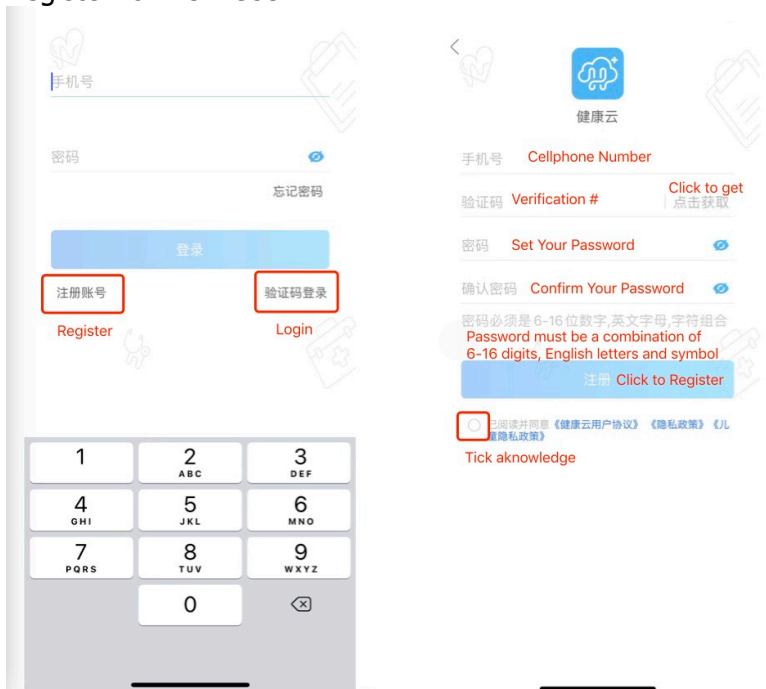 手机号
密码
忘记密码
登录
注册账号
验证码登录
Register
Login
1
2
ABC
3
DEF
4
GHI
5
JKL
6
MNO
7
PQRS
8
TUV
9
WXYZ
0
健康云
手机号 Cellphone Number
验证码 Verification # Click to get
点击获取
密码 Set Your Password
确认密码 Confirm Your Password
密码必须是6-16位数字,英文字母,字符组合
Password must be a combination of
6-16 digits, English letters and symbol
注册 Click to Register
已阅读并同意《健康云用户协议》《隐私政策》《儿
童隐私政策》
Tick aknowledge